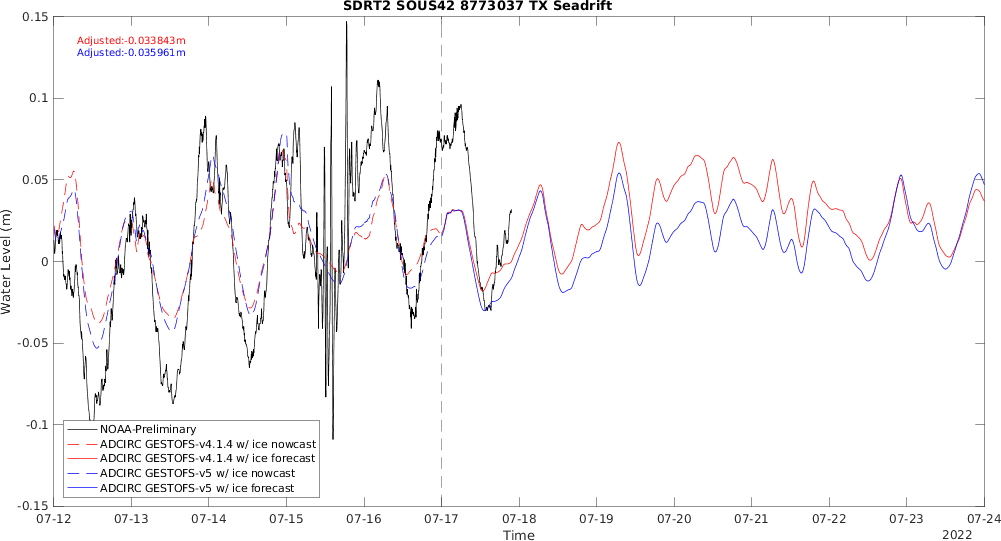 SDRT2 SOUS42 8773037 TX Seadrift
0.15
Adjusted:-0.033843m
Adjusted:-0.035961m
0.1
0.05
0
-0.05
-0.1
-0.15
Water Level (m)
NOAA-Preliminary
ADCIRC GESTOFS-v4.1.4 w/ ice nowcast
ADCIRC GESTOFS-v4.1.4 w/ ice forecast
ADCIRC GESTOFS-v5 w/ ice nowcast
ADCIRC GESTOFS-v5 w/ ice forecast
07-12 07-13 07-14 07-15 07-16 07-17 07-18 07-19 07-20 07-21 07-22 07-23 07-24
Time
2022